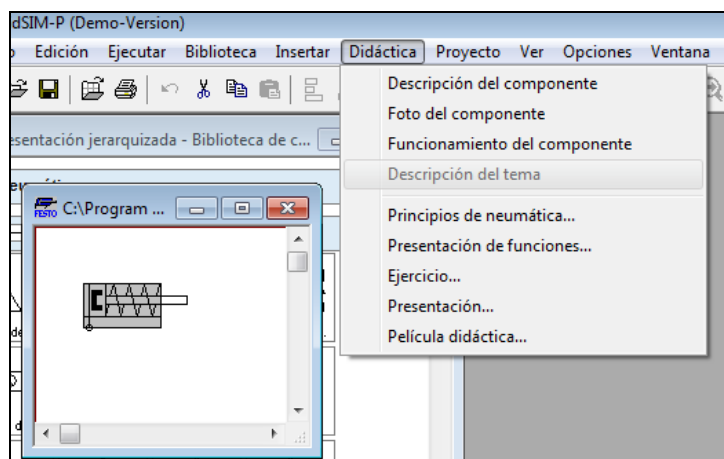 dSIM-P (Demo-Version)
o Edición Ejecutar Biblioteca Insertar Didáctica Proyecto Ver Opciones Ventana
Descripción del componente
Foto del componente
Funcionamiento del componente
Descripción del tema
Principios de neumática...
Presentación de funciones...
Ejercicio...
Presentación...
Película didáctica...
esentación jerarquizada - Biblioteca de c...
FESTO C:\Program ...
de
d